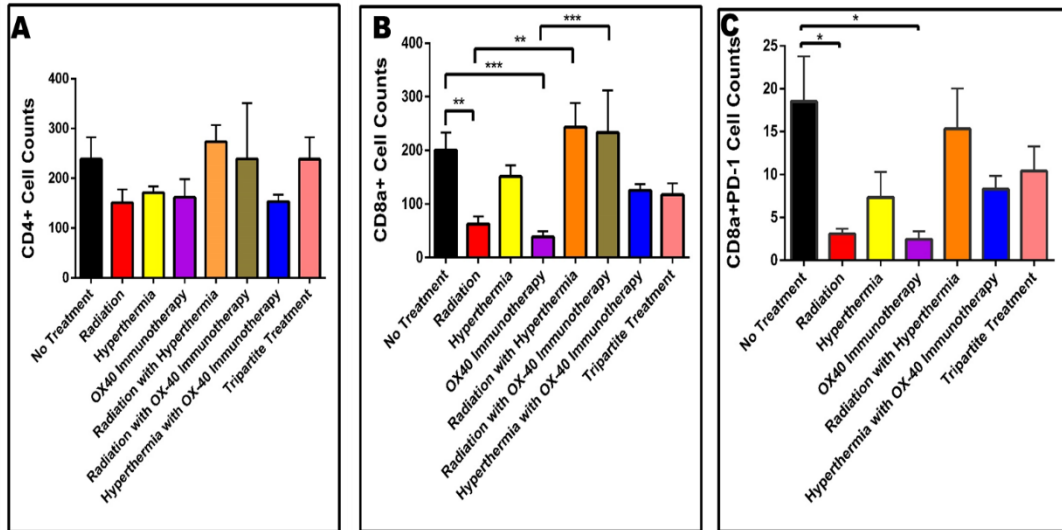 A
CD4+ Cell Counts
400
300
200
100
0
No Treatment
Radiation
Hyperthermia
OX40 Immunotherapy
Radiation with Hyperthermia
Radiation with OX-40 Immunotherapy
Hyperthermia with OX-40 Immunotherapy
Tripartite Treatment
B
CD8a+ Cell Counts
400
300
200
100
0
***
**
***
**
No Treatment
Radiation
Hyperthermia
OX40 Immunotherapy
Radiation with Hyperthermia
Radiation with OX-40 Immunotherapy
Hyperthermia with OX-40 Immunotherapy
Tripartite Treatment
C
CD8a+PD-1 Cell Counts
25
20
15
10
5
0
*
*
No Treatment
Radiation
Hyperthermia
OX40 Immunotherapy
Radiation with Hyperthermia
Hyperthermia with OX-40 Immunotherapy
Tripartite Treatment